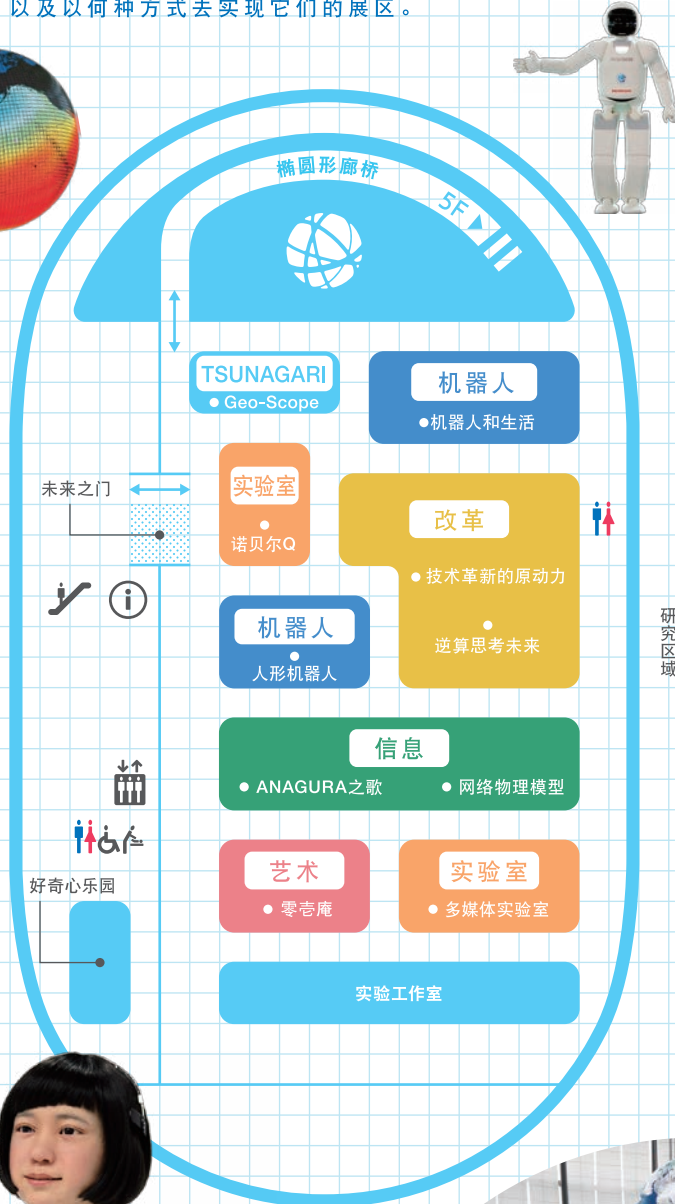 以及以何种方式去实现它们的展区。
椭圆形廊桥
5F
TSUNAGARI
● Geo-Scope
机器人
●机器人和生活
未来之门
实验室
●
诺贝尔Q
改革
● 技术革新的原动力
●
逆算思考未来
机器人
●
人形机器人
研究区域
信息
● ANAGURA之歌
● 网络物理模型
艺术
● 零壱庵
实验室
● 多媒体实验室
好奇心乐园
实验工作室